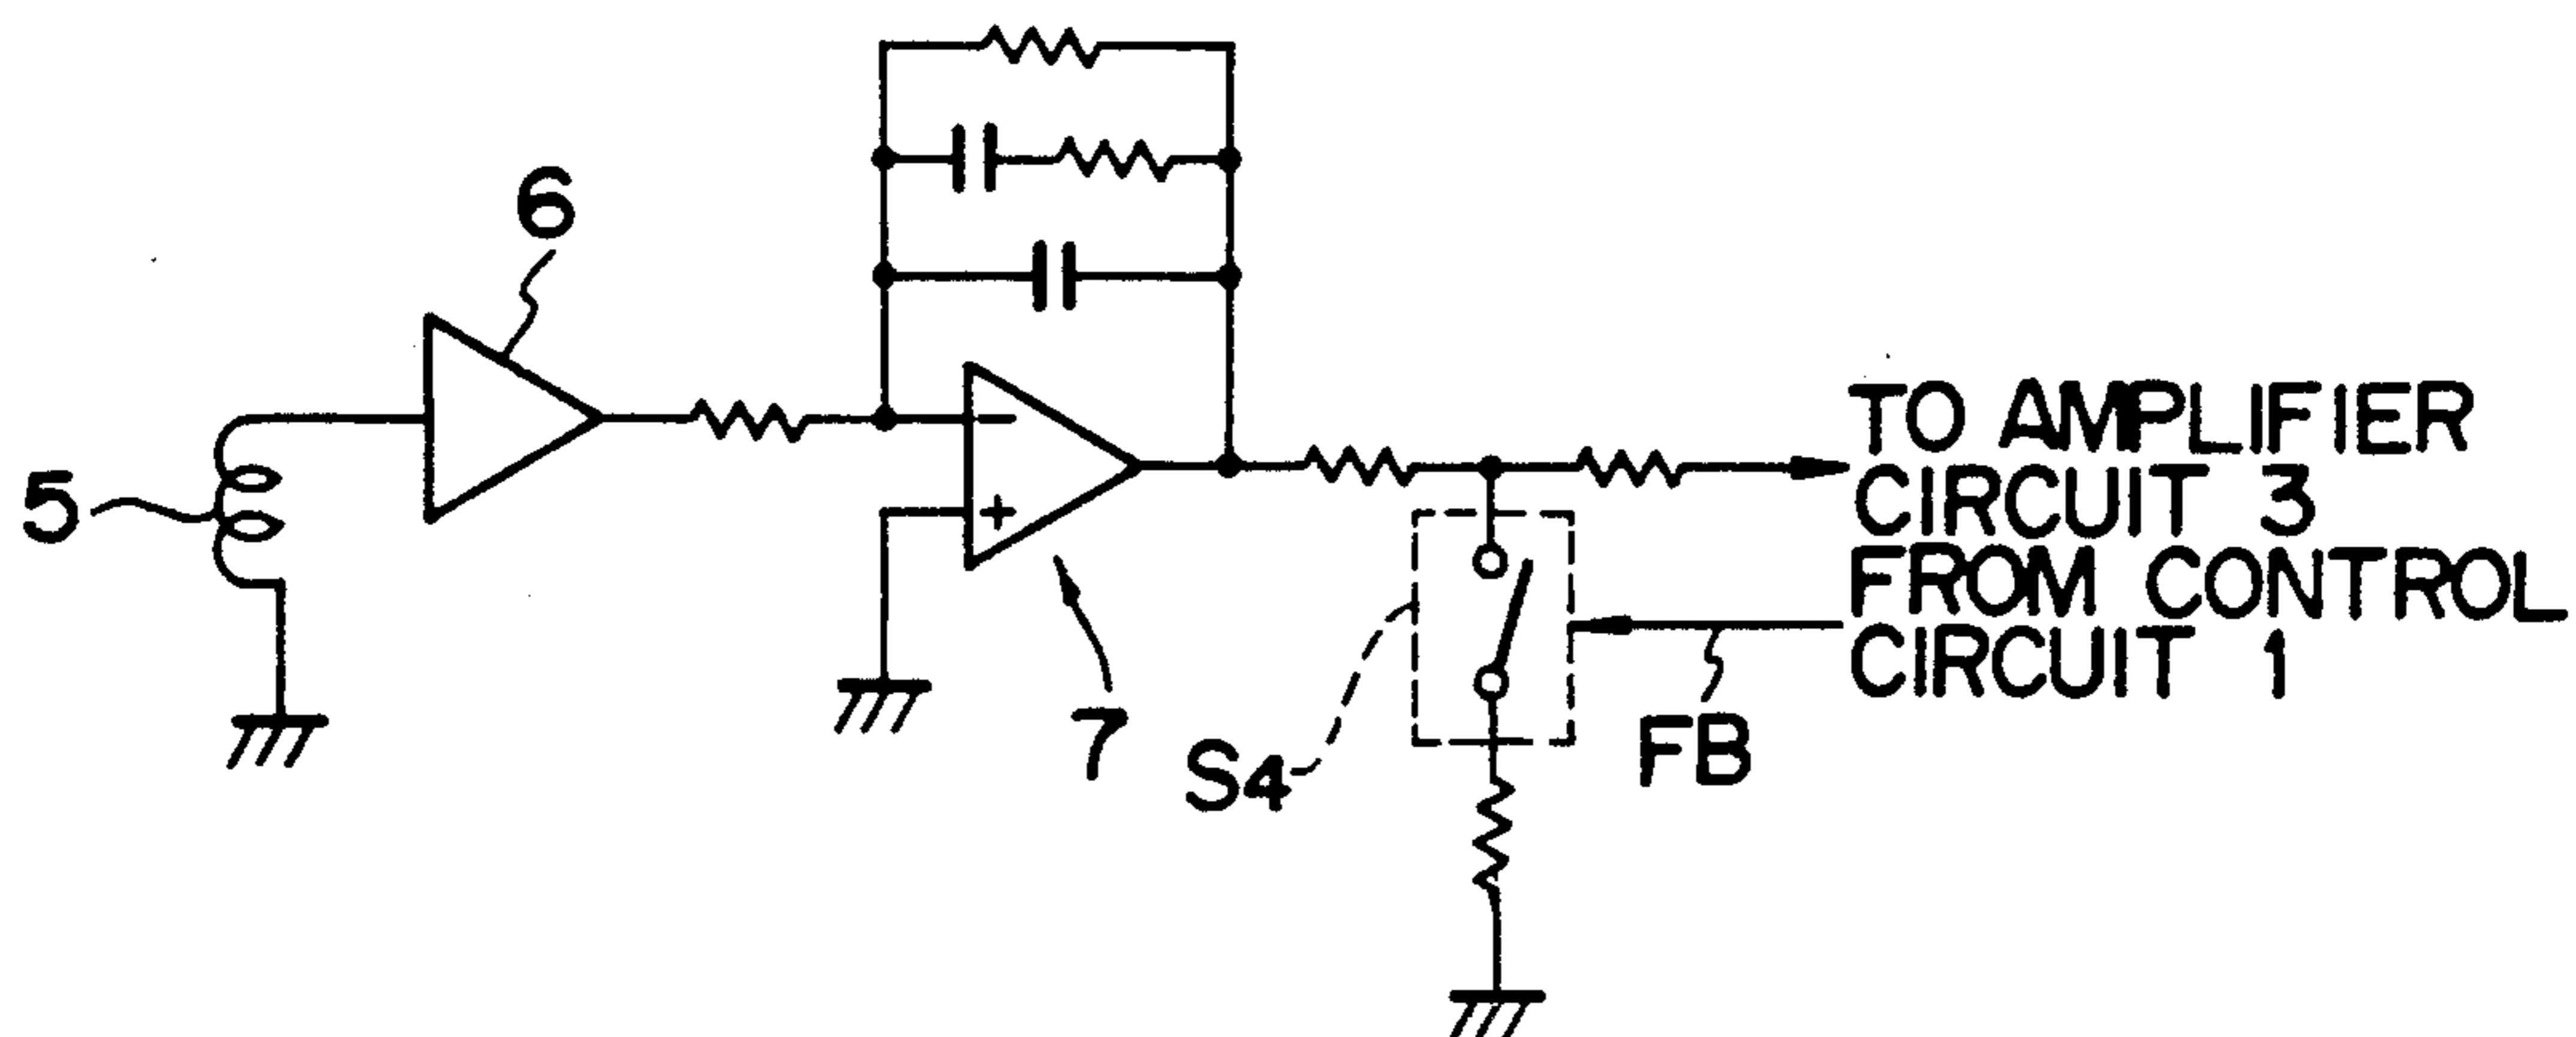 6
5
−
+
7
TO AMPLIFIER
CIRCUIT 3
FROM CONTROL
CIRCUIT 1
S4
FB